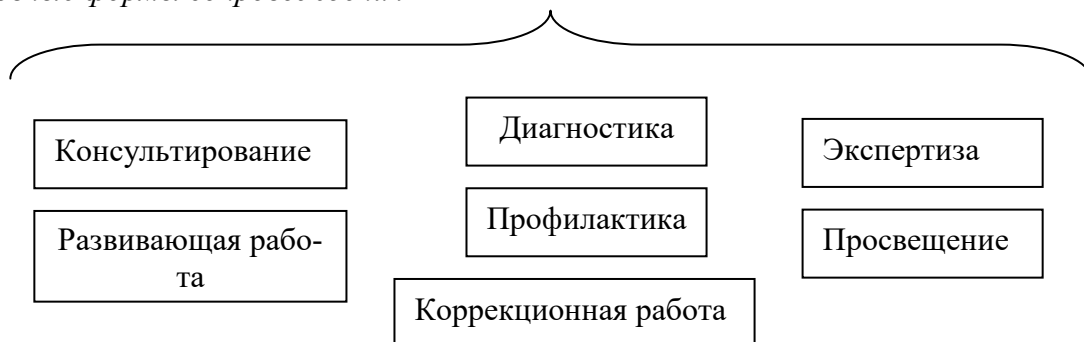 Консультирование
Диагностика
Экспертиза
Развивающая рабо-
та
Профилактика
Просвещение
Коррекционная работа